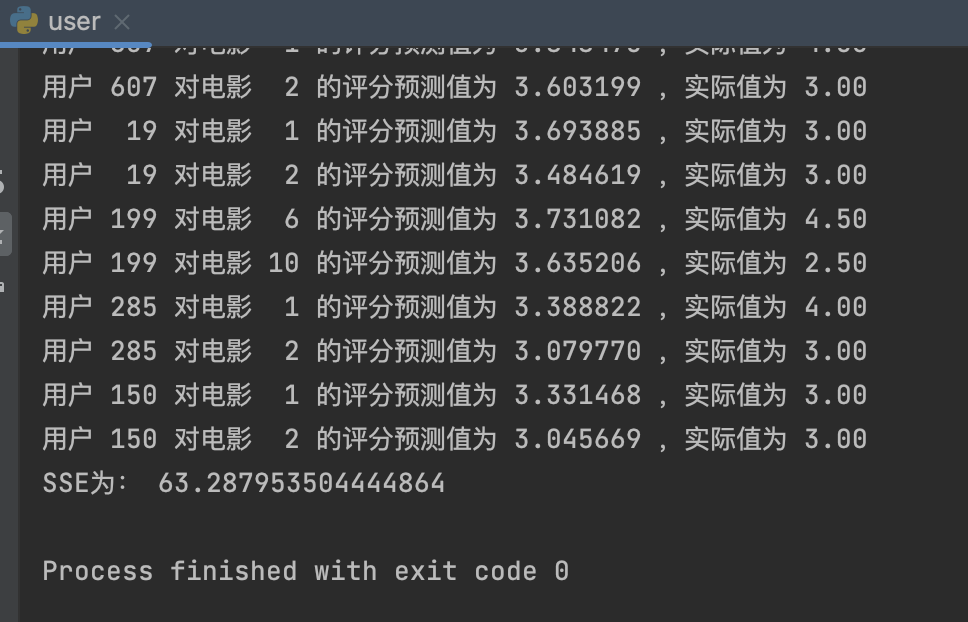 user
用户 607 对电影  2 的评分预测值为 3.603199 , 实际值为 3.00
用户  19 对电影  1 的评分预测值为 3.693885 , 实际值为 3.00
用户  19 对电影  2 的评分预测值为 3.484619 , 实际值为 3.00
用户 199 对电影  6 的评分预测值为 3.731082 , 实际值为 4.50
用户 199 对电影 10 的评分预测值为 3.635206 , 实际值为 2.50
用户 285 对电影  1 的评分预测值为 3.388822 , 实际值为 4.00
用户 285 对电影  2 的评分预测值为 3.079770 , 实际值为 3.00
用户 150 对电影  1 的评分预测值为 3.331468 , 实际值为 3.00
用户 150 对电影  2 的评分预测值为 3.045669 , 实际值为 3.00
SSE为： 63.287953504444864
Process finished with exit code 0